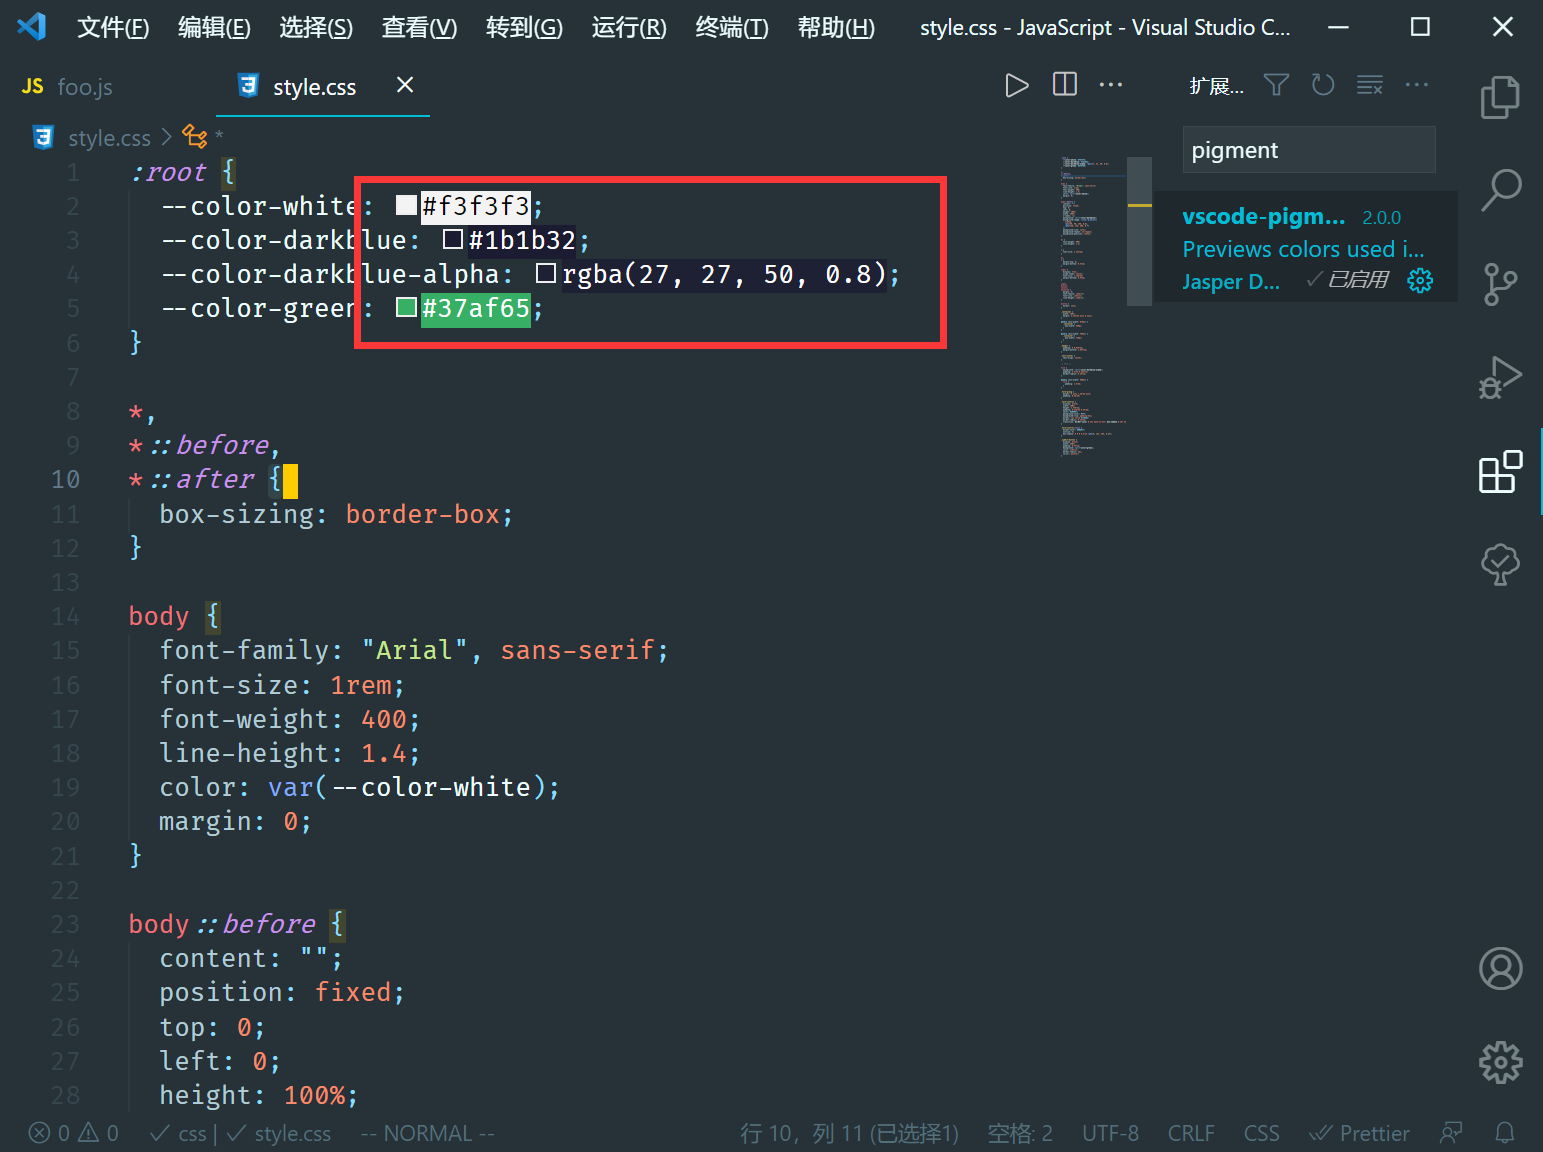 文件(F) 编辑(E) 选择(S) 查看(V) 转到(G) 运行(R) 终端(T) 帮助(H) style.css - JavaScript - Visual Studio C...
JS foo.js style.css
扩展...
style.css > *
pigment
vscode-pigm... 2.0.0
Previews colors used i...
Jasper D... 已启用
1 :root {
2 --color-white: #f3f3f3;
3 --color-darkblue: #1b1b32;
4 --color-darkblue-alpha: rgba(27, 27, 50, 0.8);
5 --color-green: #37af65;
6 }
7
8 *,
9 *::before,
10 *::after {
11 box-sizing: border-box;
12 }
13
14 body {
15 font-family: "Arial", sans-serif;
16 font-size: 1rem;
17 font-weight: 400;
18 line-height: 1.4;
19 color: var(--color-white);
20 margin: 0;
21 }
22
23 body::before {
24 content: "";
25 position: fixed;
26 top: 0;
27 left: 0;
28 height: 100%;
0 0 css | style.css -- NORMAL -- 行 10，列 11 (已选择1) 空格: 2 UTF-8 CRLF CSS Prettier